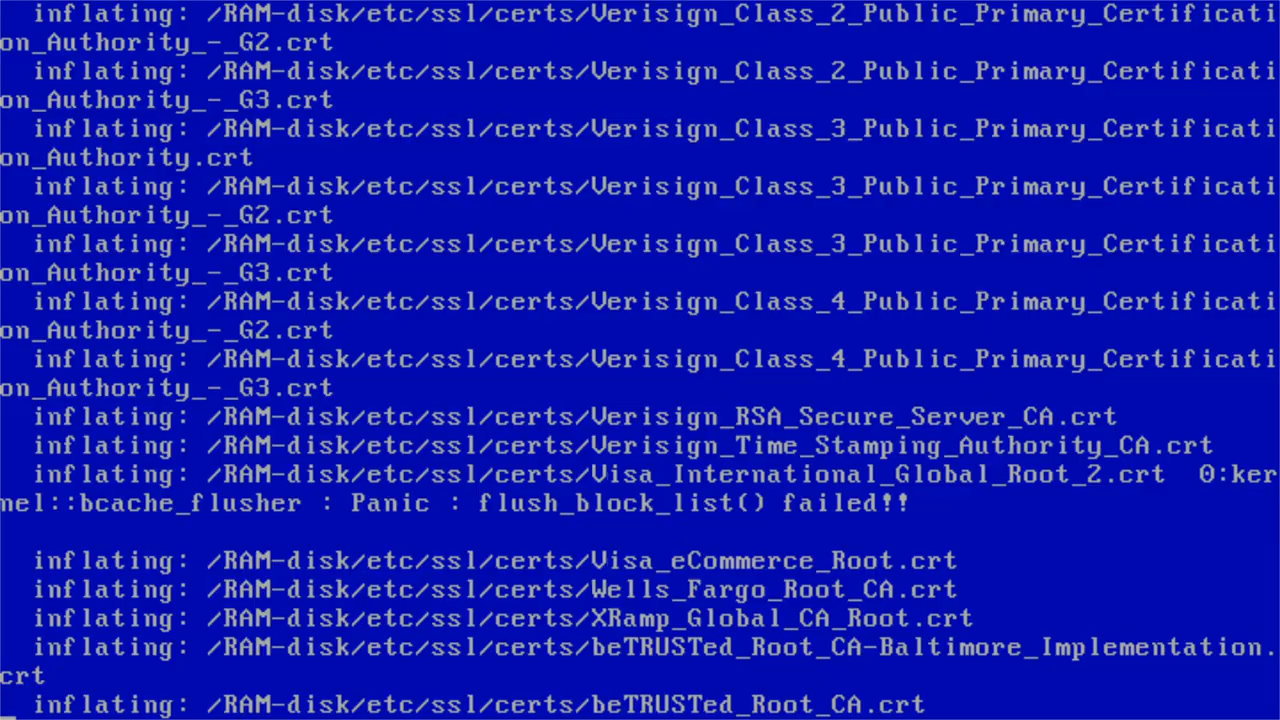 inflating: /RAM-disk/etc/ssl/certs/Verisign_Class_2_Public_Primary_Certificati
on_Authority_-_G2.crt
inflating: /RAM-disk/etc/ssl/certs/Verisign_Class_2_Public_Primary_Certificati
on_Authority_-_G3.crt
inflating: /RAM-disk/etc/ssl/certs/Verisign_Class_3_Public_Primary_Certificati
on_Authority.crt
inflating: /RAM-disk/etc/ssl/certs/Verisign_Class_3_Public_Primary_Certificati
on_Authority_-_G2.crt
inflating: /RAM-disk/etc/ssl/certs/Verisign_Class_3_Public_Primary_Certificati
on_Authority_-_G3.crt
inflating: /RAM-disk/etc/ssl/certs/Verisign_Class_4_Public_Primary_Certificati
on_Authority_-_G2.crt
inflating: /RAM-disk/etc/ssl/certs/Verisign_Class_4_Public_Primary_Certificati
on_Authority_-_G3.crt
inflating: /RAM-disk/etc/ssl/certs/Verisign_RSA_Secure_Server_CA.crt
inflating: /RAM-disk/etc/ssl/certs/Verisign_Time_Stamping_Authority_CA.crt
inflating: /RAM-disk/etc/ssl/certs/Visa_International_Global_Root_2.crt  0:ker
nel::bcache_flusher : Panic : flush_block_list() failed!!
inflating: /RAM-disk/etc/ssl/certs/Visa_eCommerce_Root.crt
inflating: /RAM-disk/etc/ssl/certs/Wells_Fargo_Root_CA.crt
inflating: /RAM-disk/etc/ssl/certs/XRamp_Global_CA_Root.crt
inflating: /RAM-disk/etc/ssl/certs/beTRUSTed_Root_CA-Baltimore_Implementation.
crt
inflating: /RAM-disk/etc/ssl/certs/beTRUSTed_Root_CA.crt